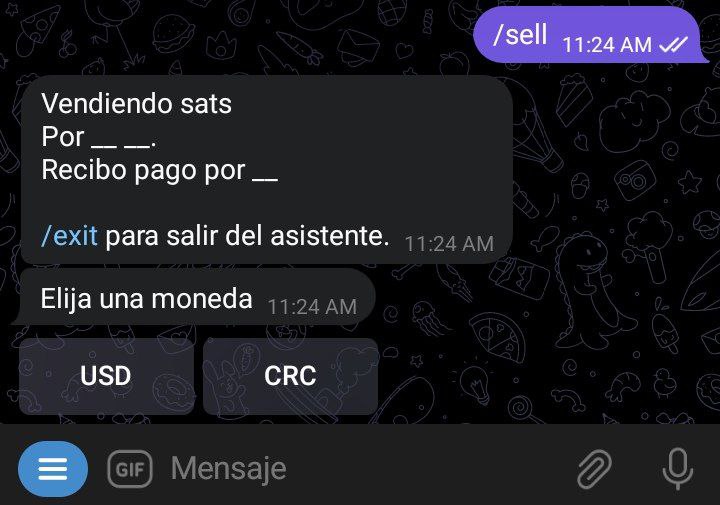 /sell 11:24 AM
Vendiendo sats
Por __ __.
Recibo pago por __
/exit para salir del asistente. 11:24 AM
Elija una moneda 11:24 AM
USD CRC
GIF Mensaje